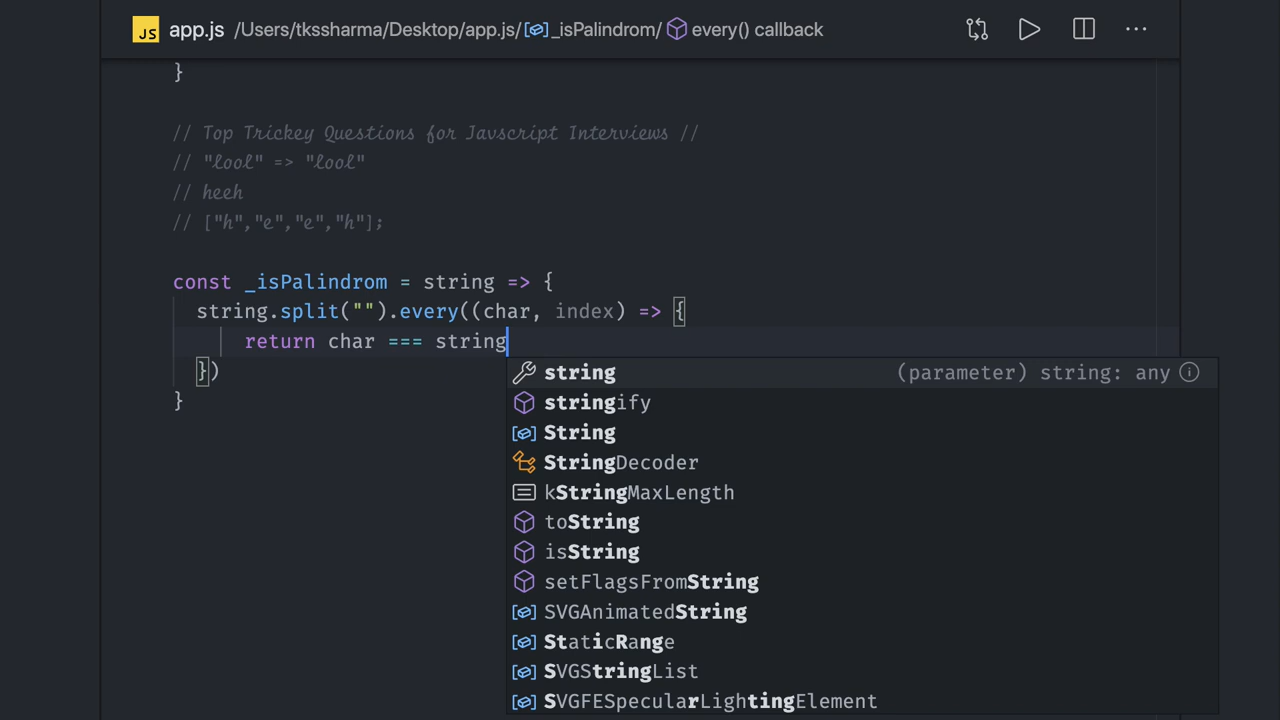 JS app.js /Users/tkssharma/Desktop/app.js/ _isPalindrom/ every() callback
}
// Top Trickey Questions for Javscript Interviews //
// "lool" => "lool"
// heeh
// ["h","e","e","h"];
const _isPalindrom = string => {
string.split("").every((char, index) => {
return char === string
})
}
string (parameter) string: any
stringify
String
StringDecoder
kStringMaxLength
toString
isString
setFlagsFromString
SVGAnimatedString
StaticRange
SVGStringList
SVGFESpecularLightingElement